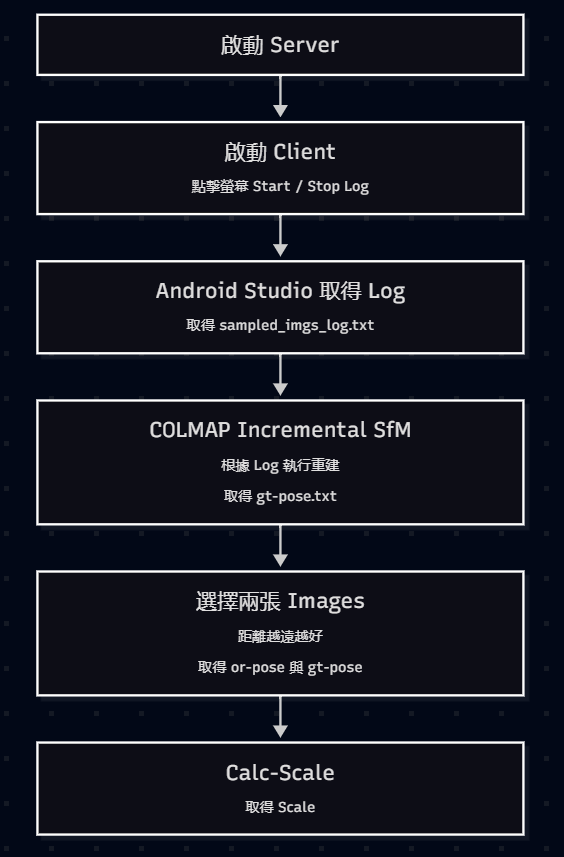 啟動 Server
啟動 Client
點擊螢幕 Start / Stop Log
Android Studio 取得 Log
取得 sampled_imgs_log.txt
COLMAP Incremental SfM
根據 Log 執行重建
取得 gt-pose.txt
選擇兩張 Images
距離越遠越好
取得 or-pose 與 gt-pose
Calc-Scale
取得 Scale